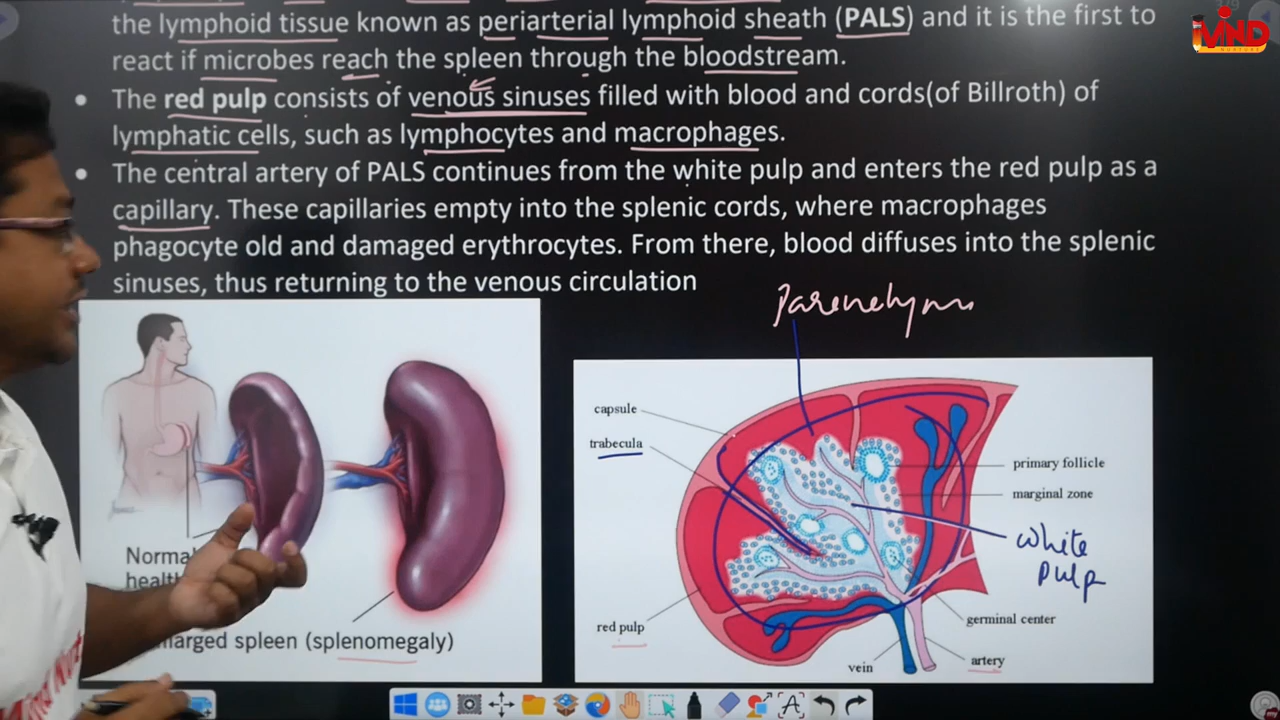 the lymphoid tissue known as periarterial lymphoid sheath (PALS) and it is the first to
react if microbes reach the spleen through the bloodstream.
MIND
• The red pulp consists of venous sinuses filled with blood and cords(of Billroth) of
lymphatic cells, such as lymphocytes and macrophages.
• The central artery of PALS continues from the white pulp and enters the red pulp as a
capillary. These capillaries empty into the splenic cords, where macrophages
phagocyte old and damaged erythrocytes. From there, blood diffuses into the splenic
sinuses, thus returning to the venous circulation
Parenchyma
capsule
trabecula
primary follicle
marginal zone
white
pulp
red pulp
germinal center
vein
artery
Normal
health
larged spleen (splenomegaly)